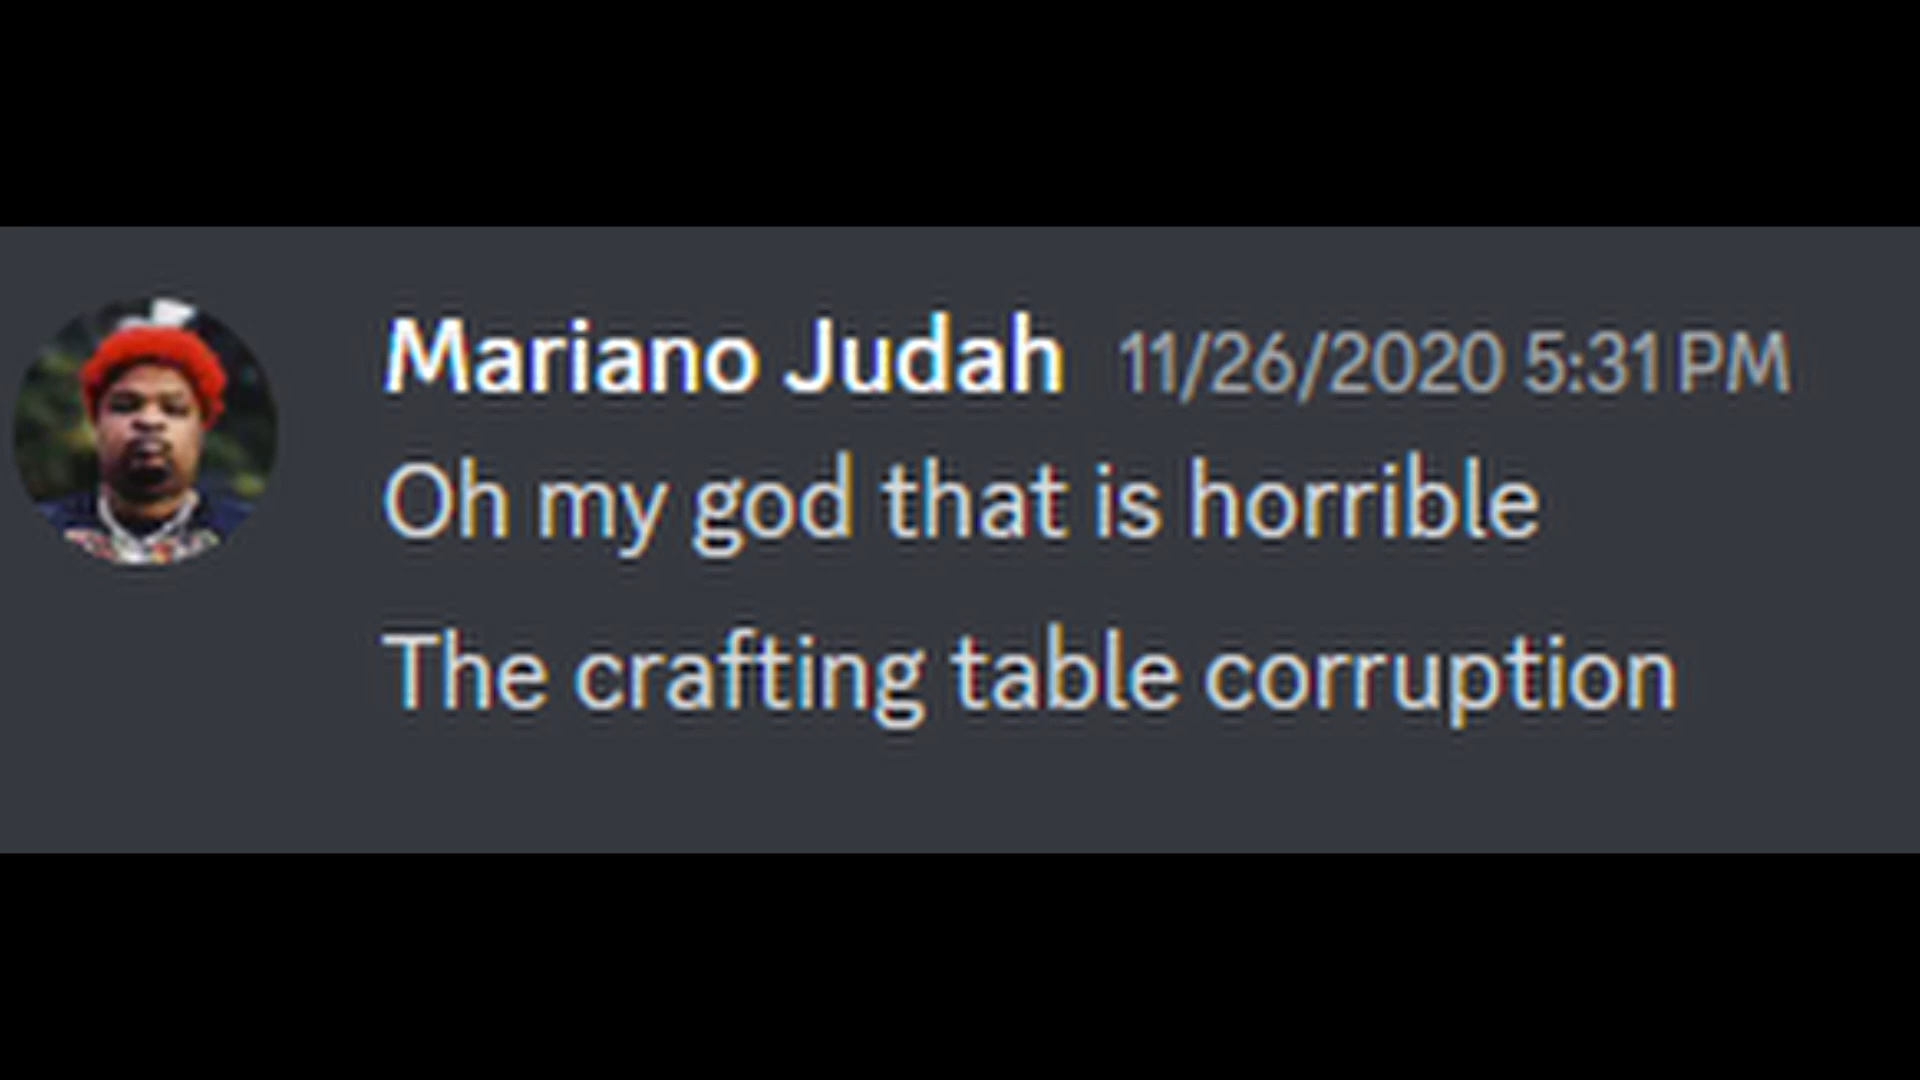 Mariano Judah 11/26/2020 5:31 PM
Oh my god that is horrible
The crafting table corruption